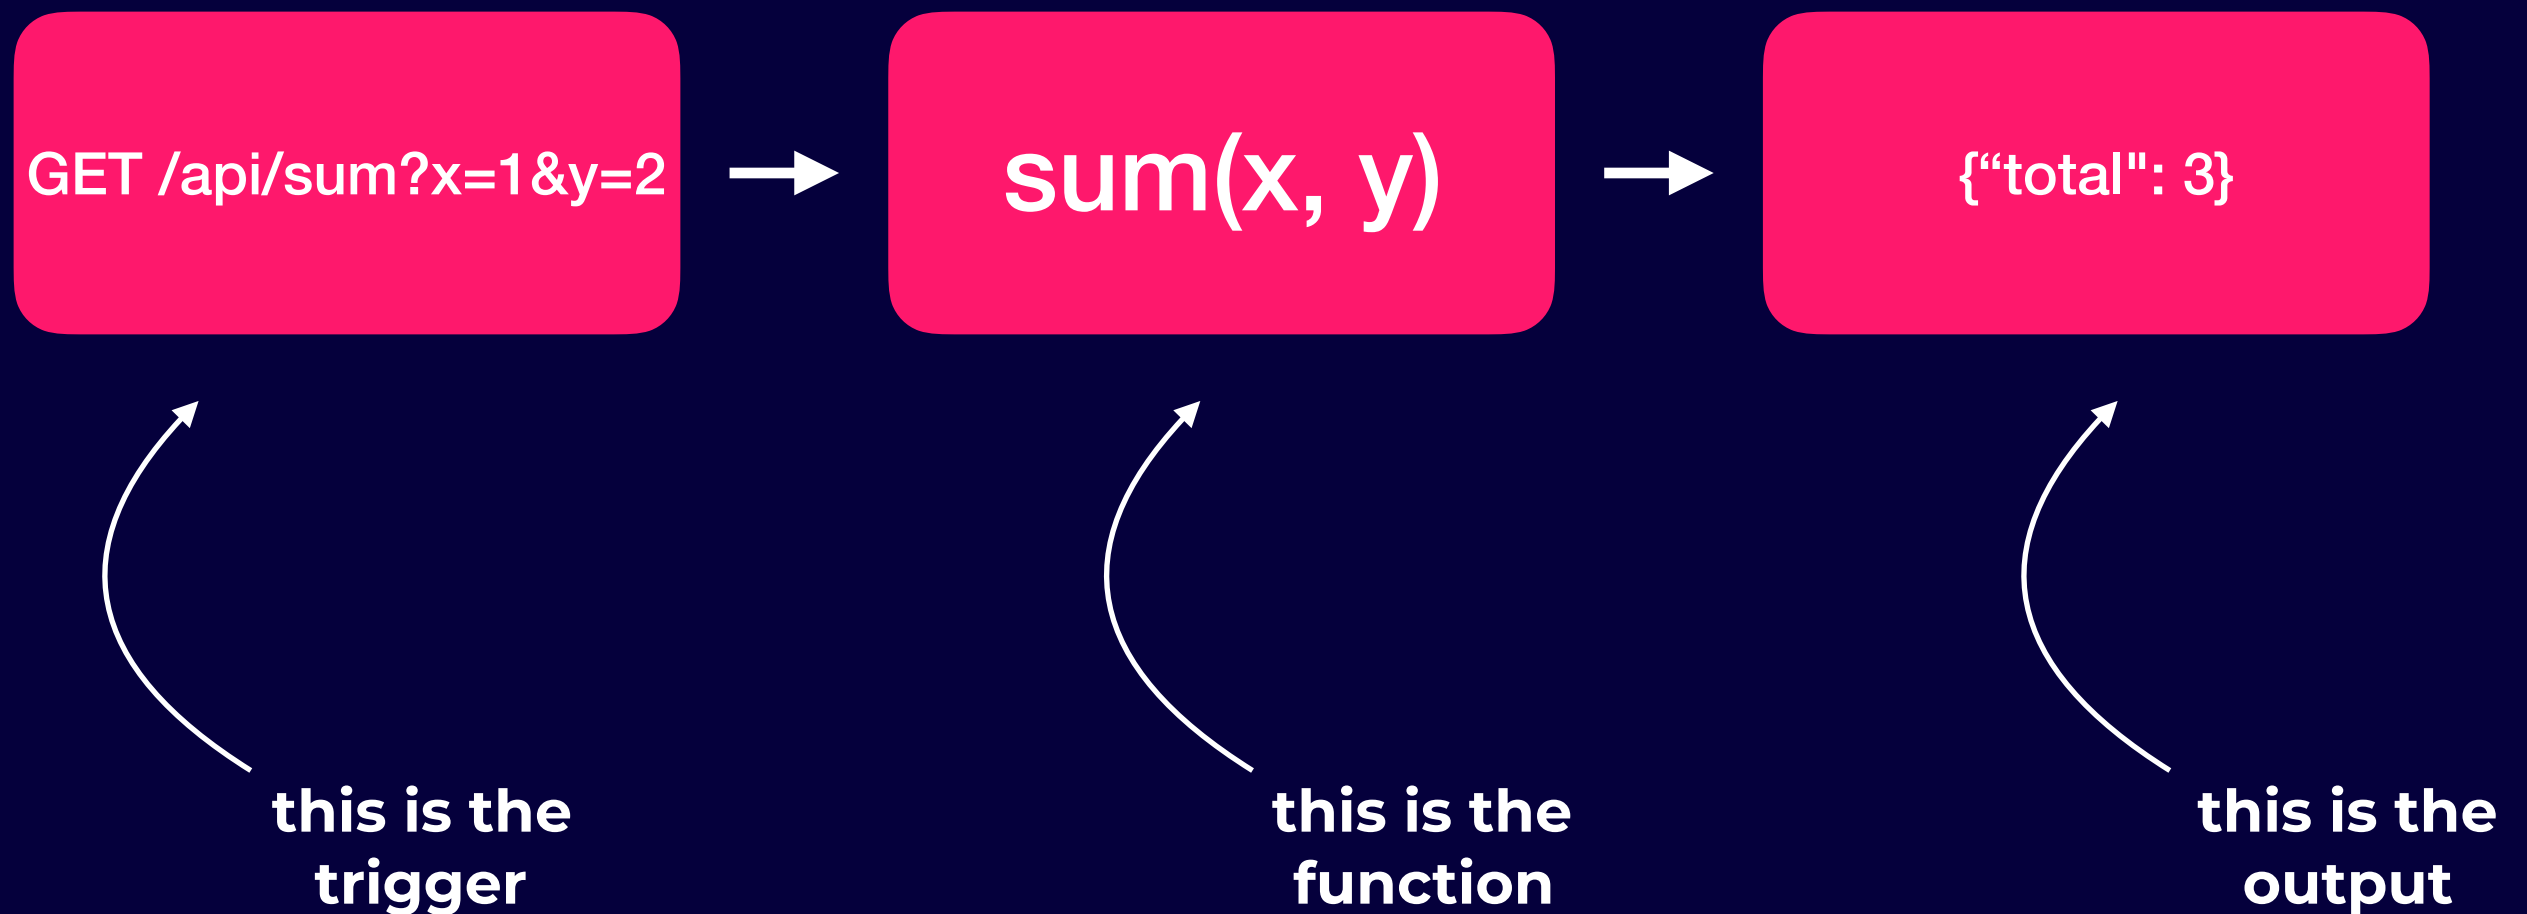 GET /api/sum?x=1&y=2
sum(x, y)
{“total": 3}
this is the
trigger
this is the
function
this is the
output